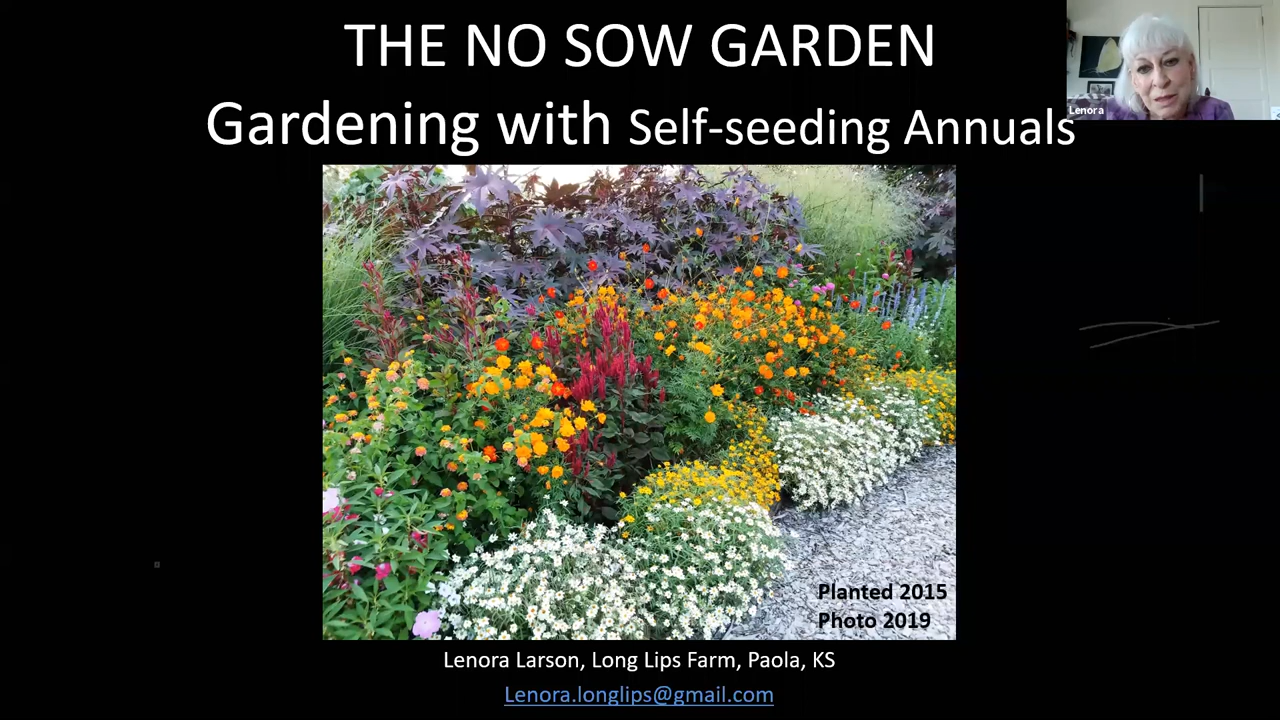 THE NO SOW GARDEN
Gardening with Self-seeding Annuals
Lenora
Planted 2015
Photo 2019
Lenora Larson, Long Lips Farm, Paola, KS
Lenora.longlips@gmail.com